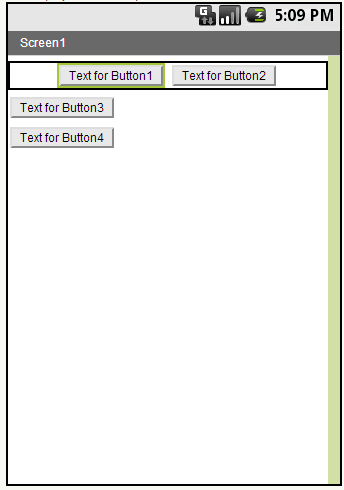 5:09 PM
Screen1
Text for Button1 Text for Button2
Text for Button3
Text for Button4